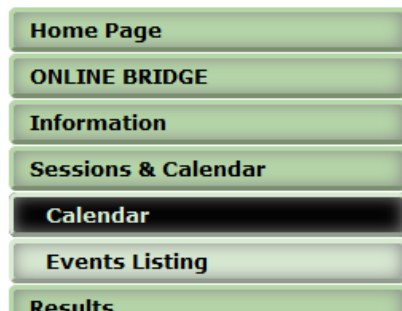 Home Page
ONLINE BRIDGE
Information
Sessions & Calendar
Calendar
Events Listing
Results